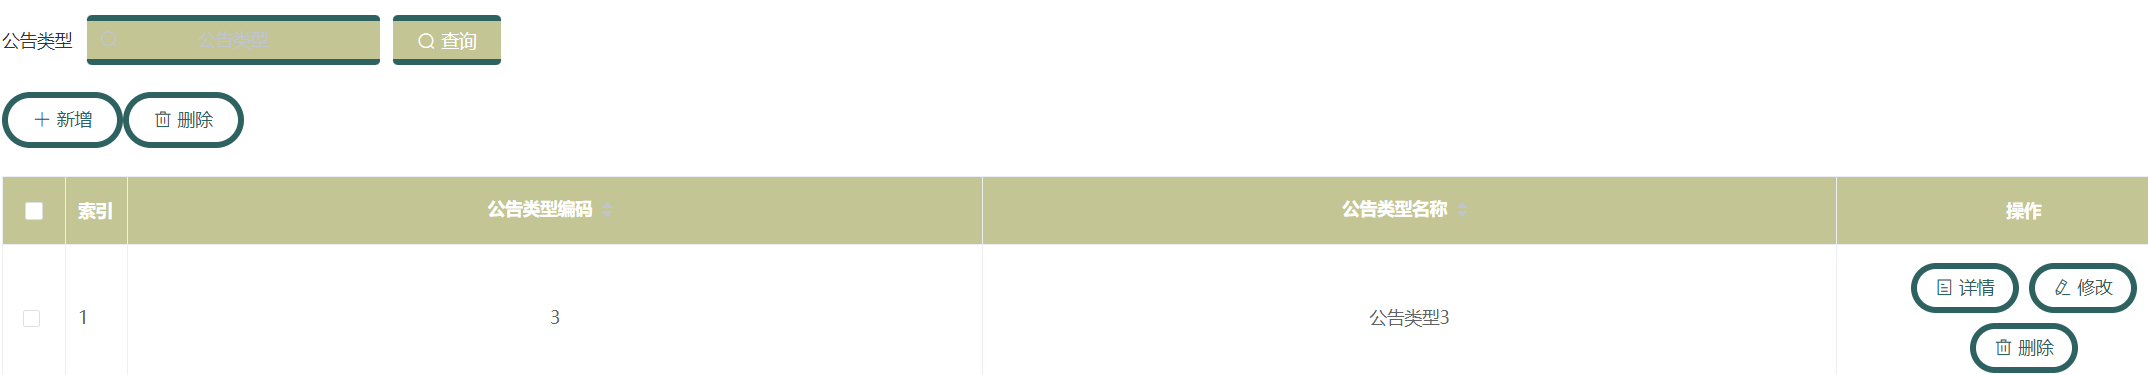 公告类型 公告类型 查询
新增 删除
索引 公告类型编码 公告类型名称 操作
1 3 公告类型3 详情 修改
删除